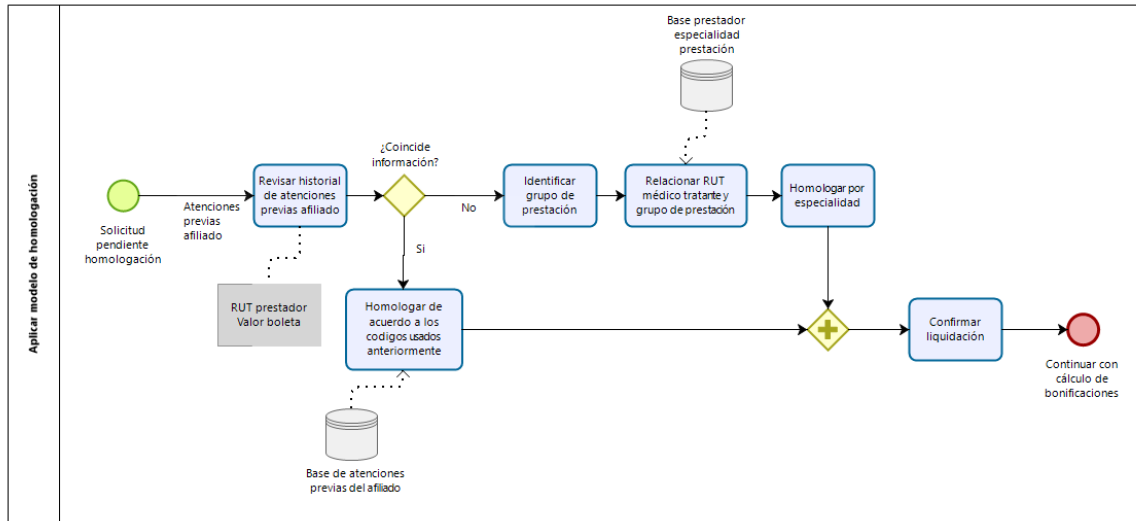 Aplicar modelo de homologación
Solicitud
pendiente
homologación
Atenciones
previas
afiliado
Revisar historial
de atenciones
previas afiliado
RUT prestador
Valor boleta
¿Coincide
información?
No
Si
Identificar
grupo de
prestación
Base prestador
especialidad
prestación
Relacionar RUT
médico tratante y
grupo de prestación
Homologar por
especialidad
Homologar de
acuerdo a los
codigos usados
anteriormente
Base de atenciones
previas del afiliado
Confirmar
liquidación
Continuar con
cálculo de
bonificaciones